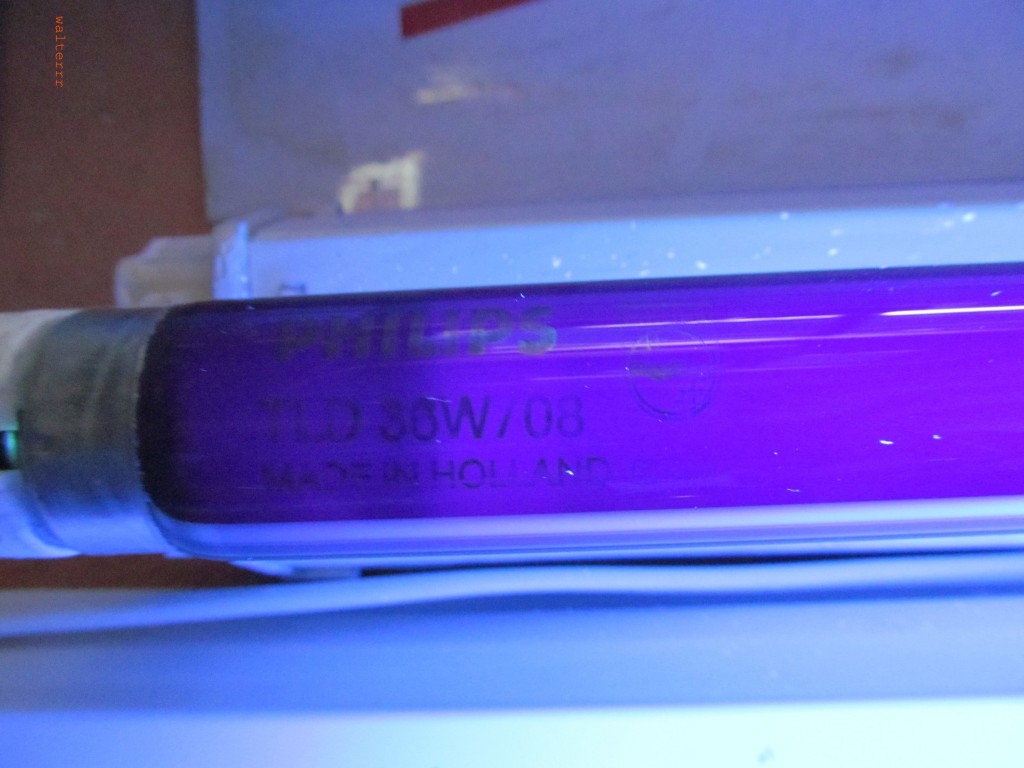 walterrr
PHILIPS
TLD 36W/08
MADE IN HOLLAND